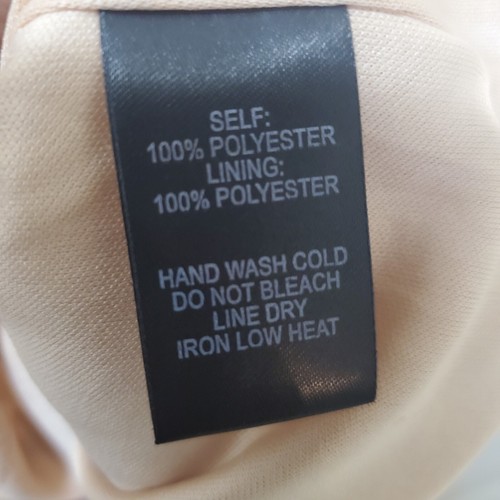 SELF:
100% POLYESTER
LINING:
100% POLYESTER
HAND WASH COLD
DO NOT BLEACH
LINE DRY
IRON LOW HEAT